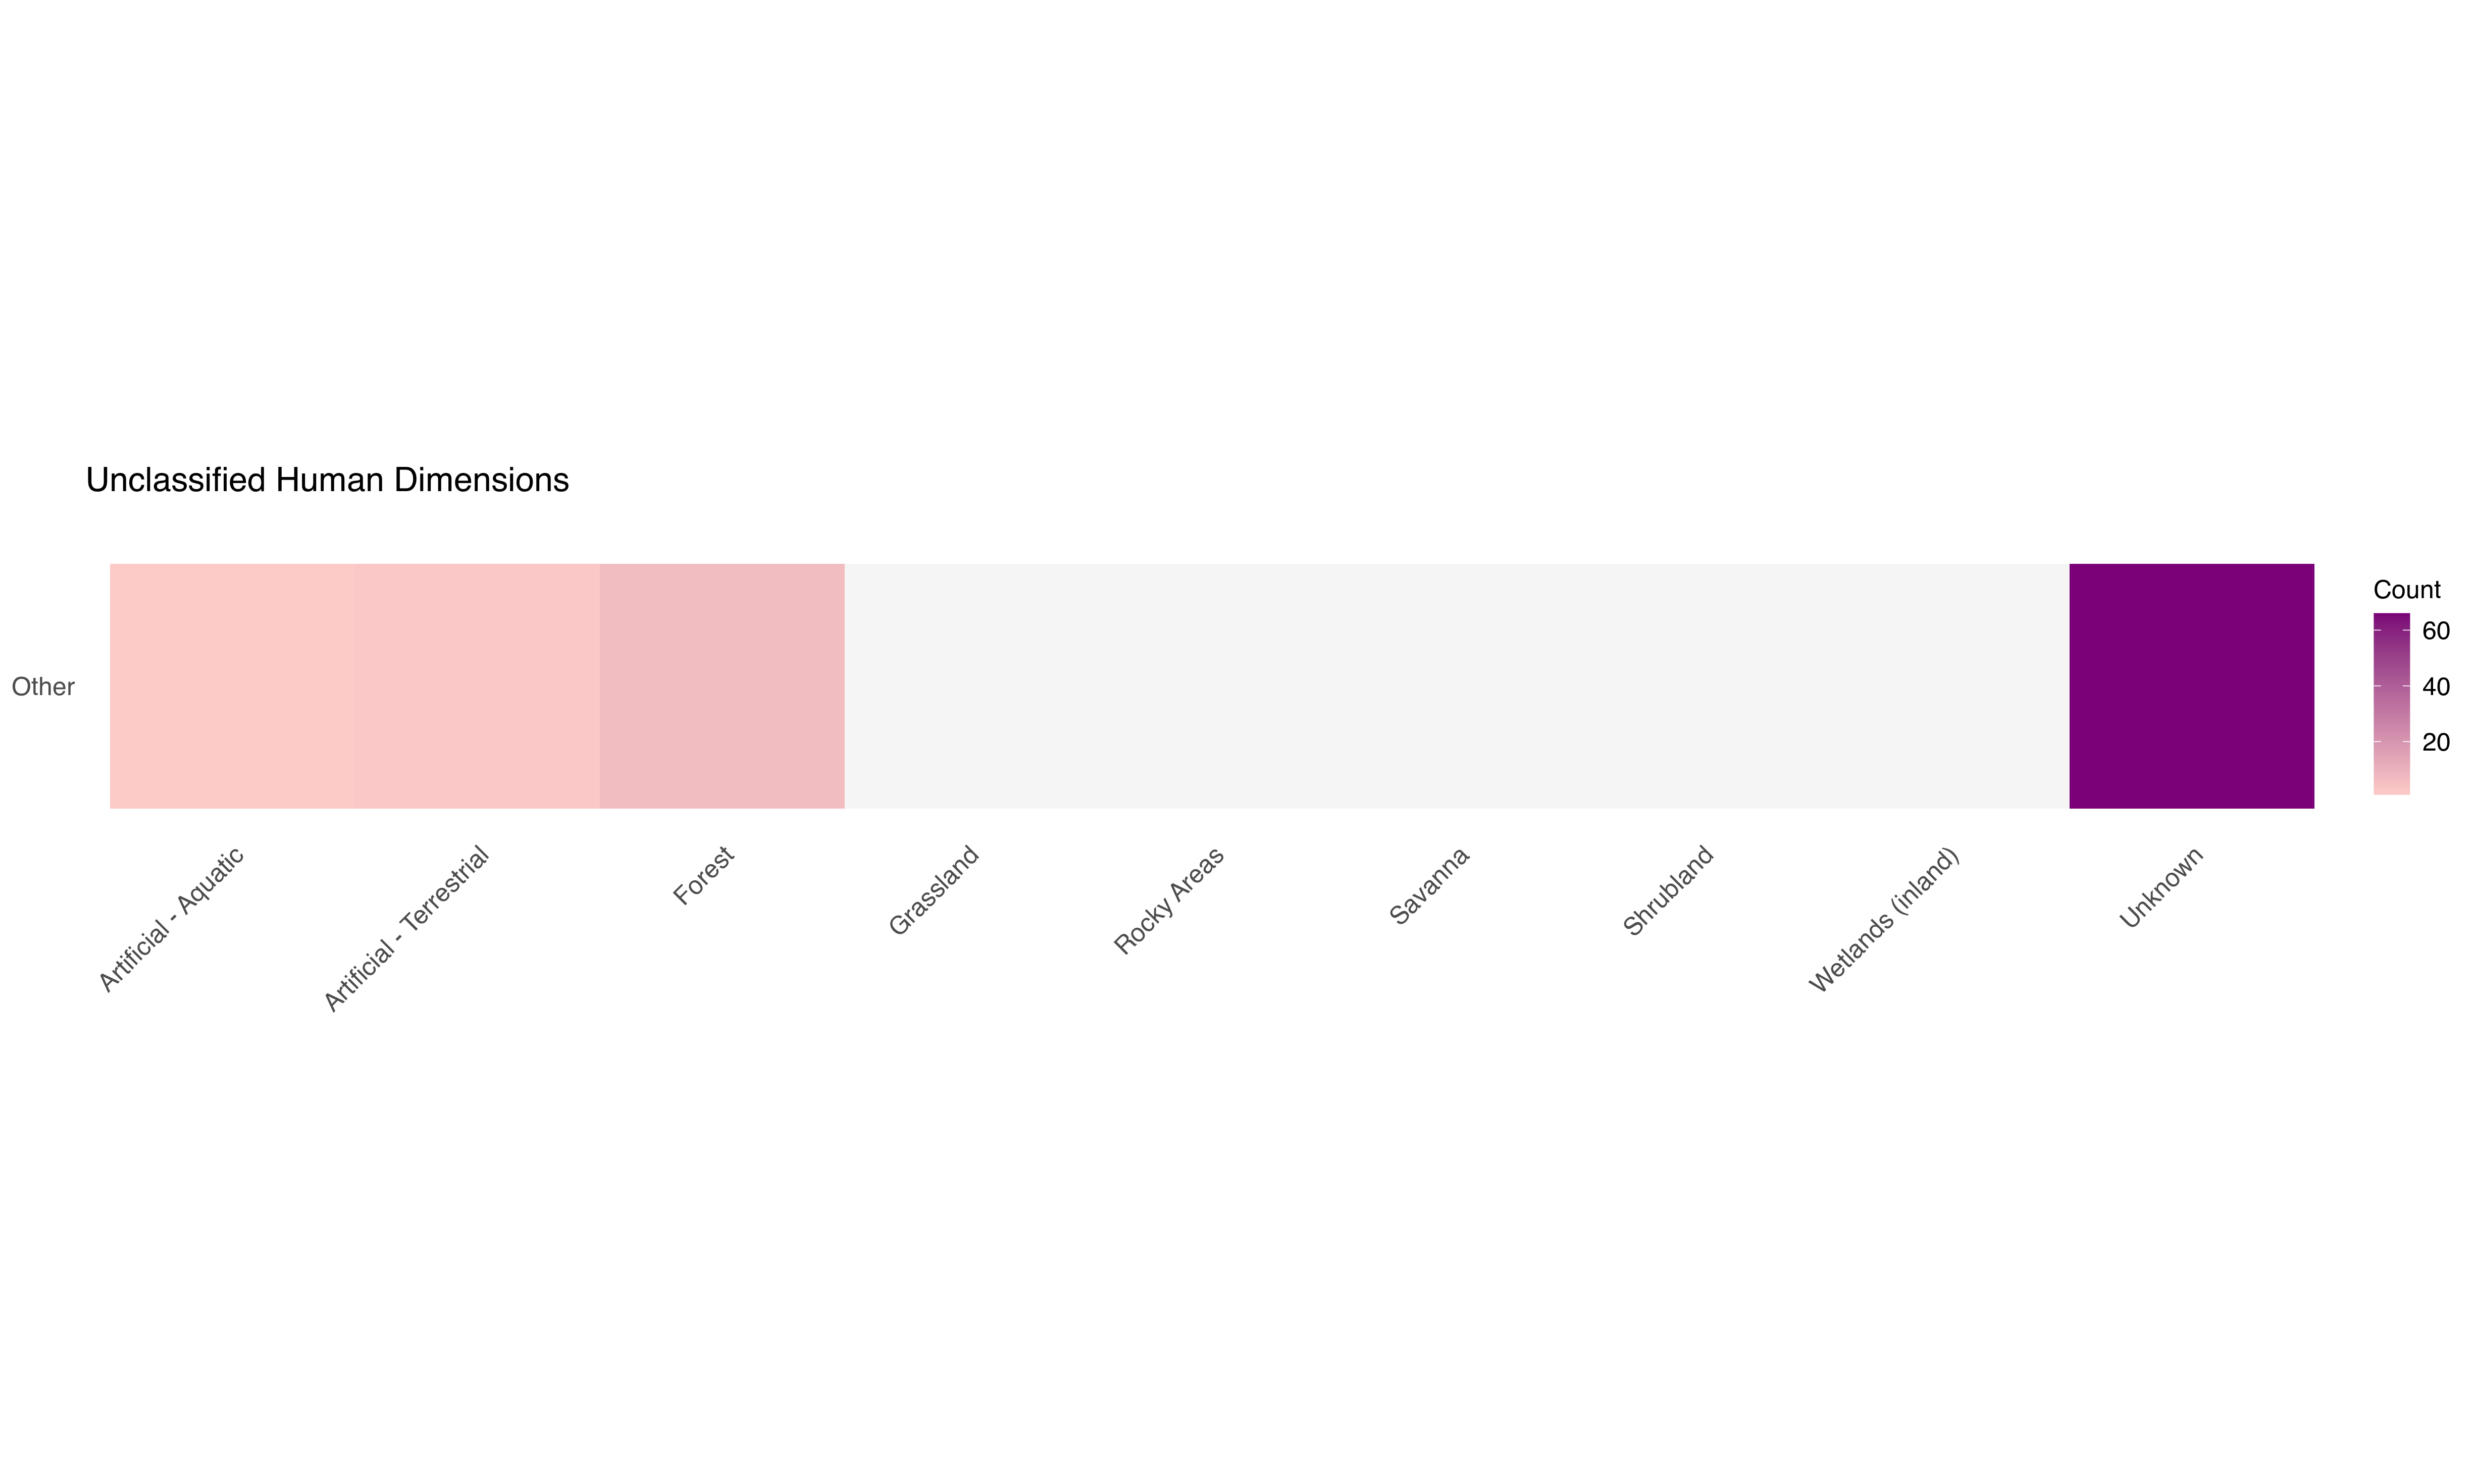 Unclassified Human Dimensions
Count
60
40
20
Other
Artificial - Aquatic
Artificial - Terrestrial
Forest
Grassland
Rocky Areas
Savanna
Shrubland
Wetlands (inland)
Unknown